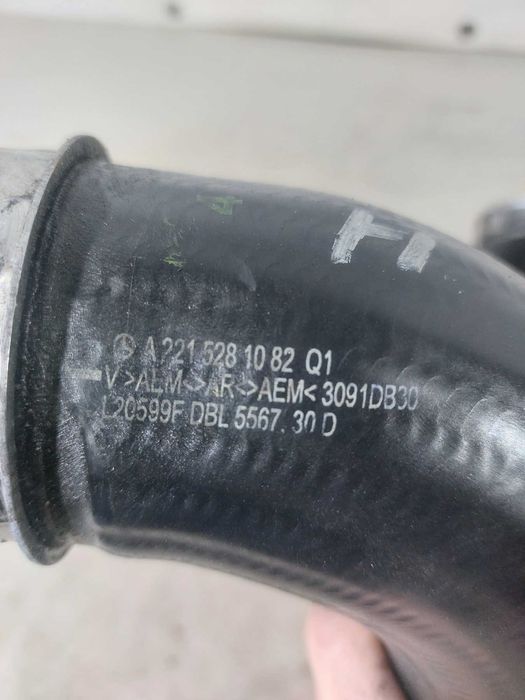 A 221 528 10 82 Q1
V>AEM<>AR<>AEM< 3091DB30
L20599F DBL 5567.30 D